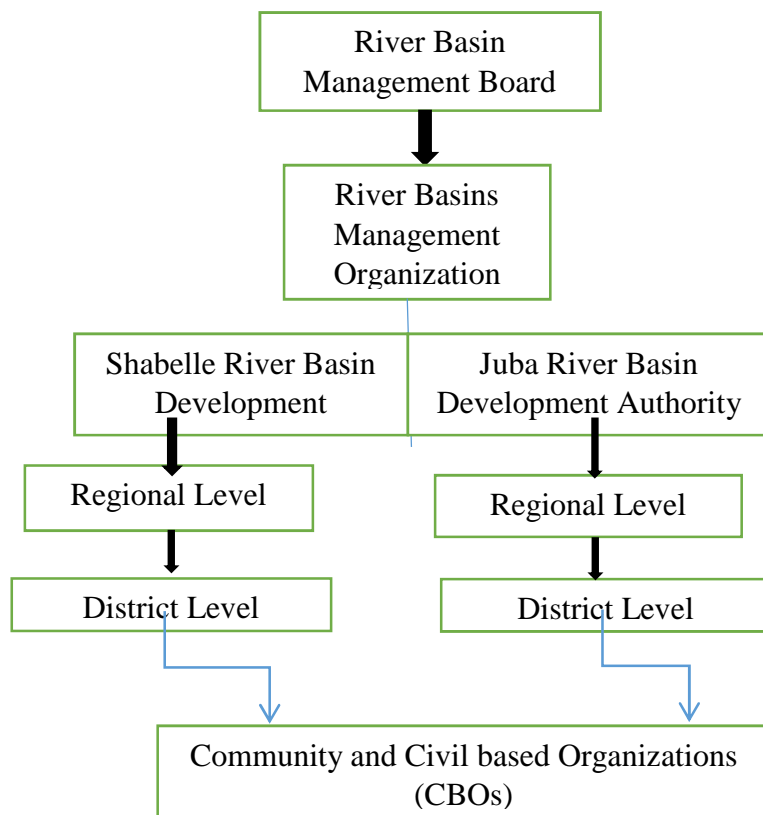 River Basin
Management Board
River Basins
Management
Organization
Shabelle River Basin
Development
Juba River Basin
Development Authority
Regional Level
Regional Level
District Level
District Level
Community and Civil based Organizations
(CBOs)